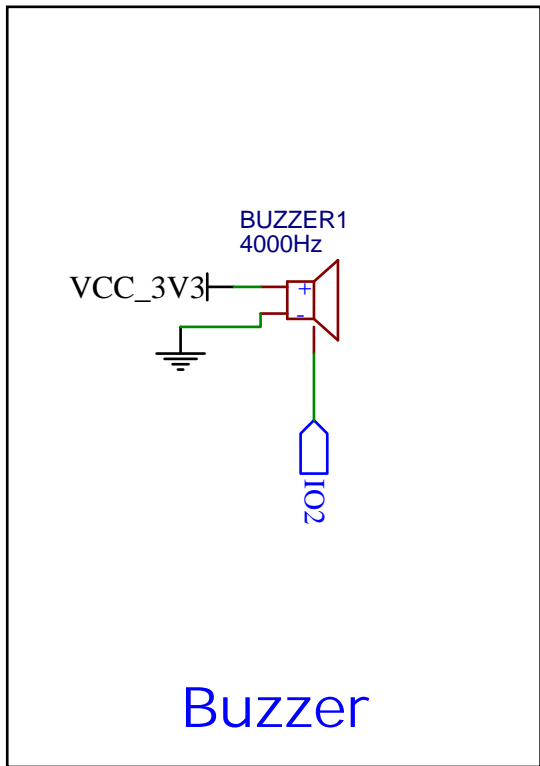 BUZZER1
4000Hz
VCC_3V3
+
-
IO2
Buzzer